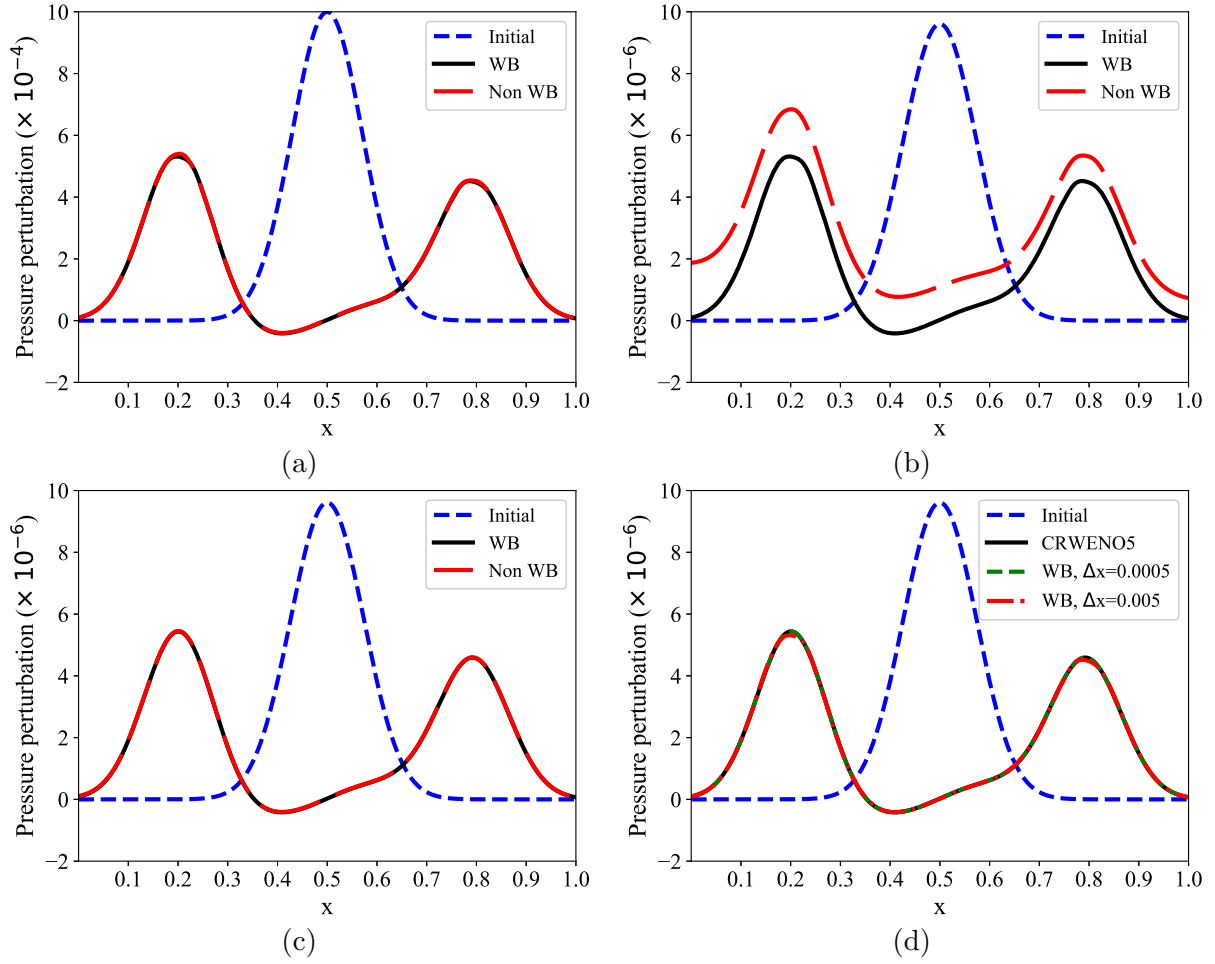 Pressure perturbation (× 10⁻⁴)
10
8
6
4
2
0
−2
0.1 0.2 0.3 0.4 0.5 0.6 0.7 0.8 0.9 1.0
x
Initial
WB
Non WB
(a)
Pressure perturbation (× 10⁻⁶)
10
8
6
4
2
0
−2
0.1 0.2 0.3 0.4 0.5 0.6 0.7 0.8 0.9 1.0
x
Initial
WB
Non WB
(b)
Pressure perturbation (× 10⁻⁶)
10
8
6
4
2
0
−2
0.1 0.2 0.3 0.4 0.5 0.6 0.7 0.8 0.9 1.0
x
Initial
WB
Non WB
(c)
Pressure perturbation (× 10⁻⁶)
10
8
6
4
2
0
−2
0.1 0.2 0.3 0.4 0.5 0.6 0.7 0.8 0.9 1.0
x
Initial
CRWENO5
WB, Δx=0.0005
WB, Δx=0.005
(d)